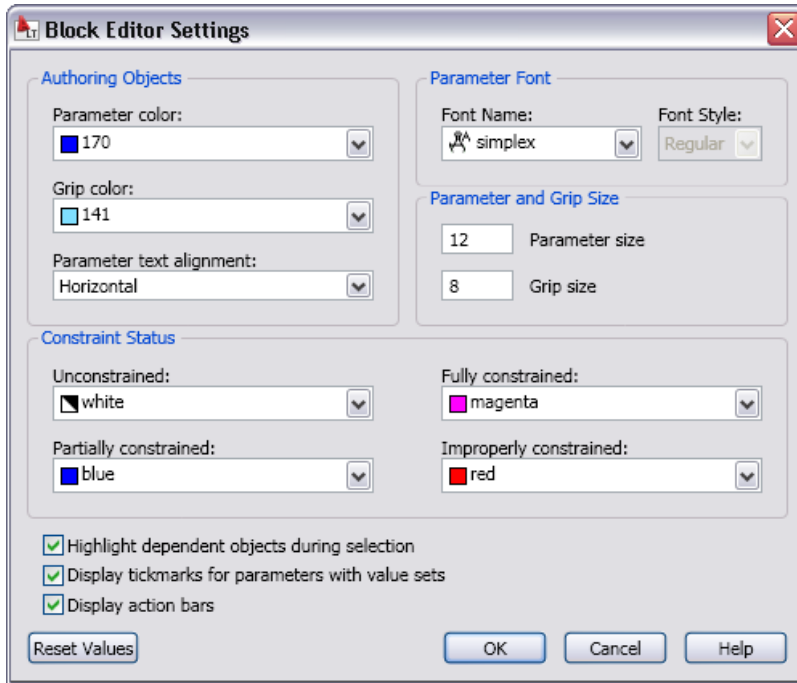 LT Block Editor Settings
Authoring Objects
Parameter color:
170
Grip color:
141
Parameter text alignment:
Horizontal
Parameter Font
Font Name:
simplex
Font Style:
Regular
Parameter and Grip Size
12 Parameter size
8 Grip size
Constraint Status
Unconstrained:
white
Fully constrained:
magenta
Partially constrained:
blue
Improperly constrained:
red
Highlight dependent objects during selection
Display tickmarks for parameters with value sets
Display action bars
Reset Values OK Cancel Help